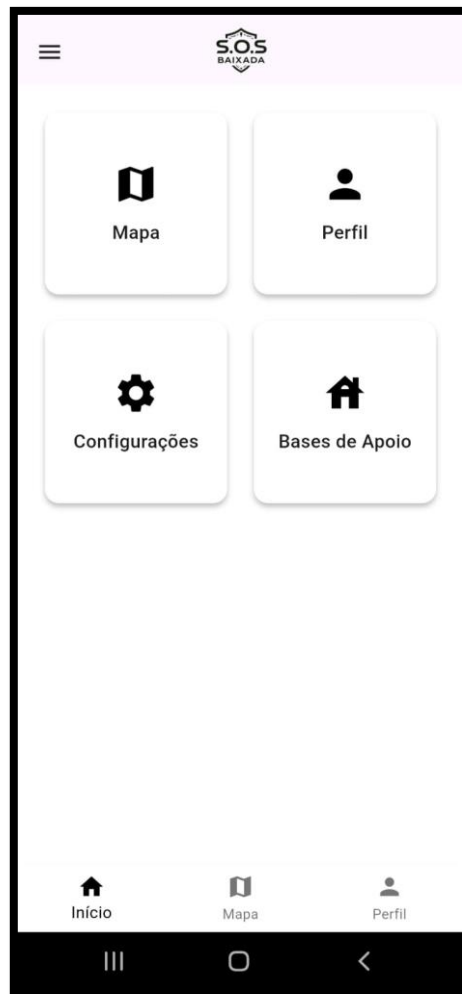 S.O.S
BAIXADA
Mapa
Perfil
Configurações
Bases de Apoio
Início
Mapa
Perfil